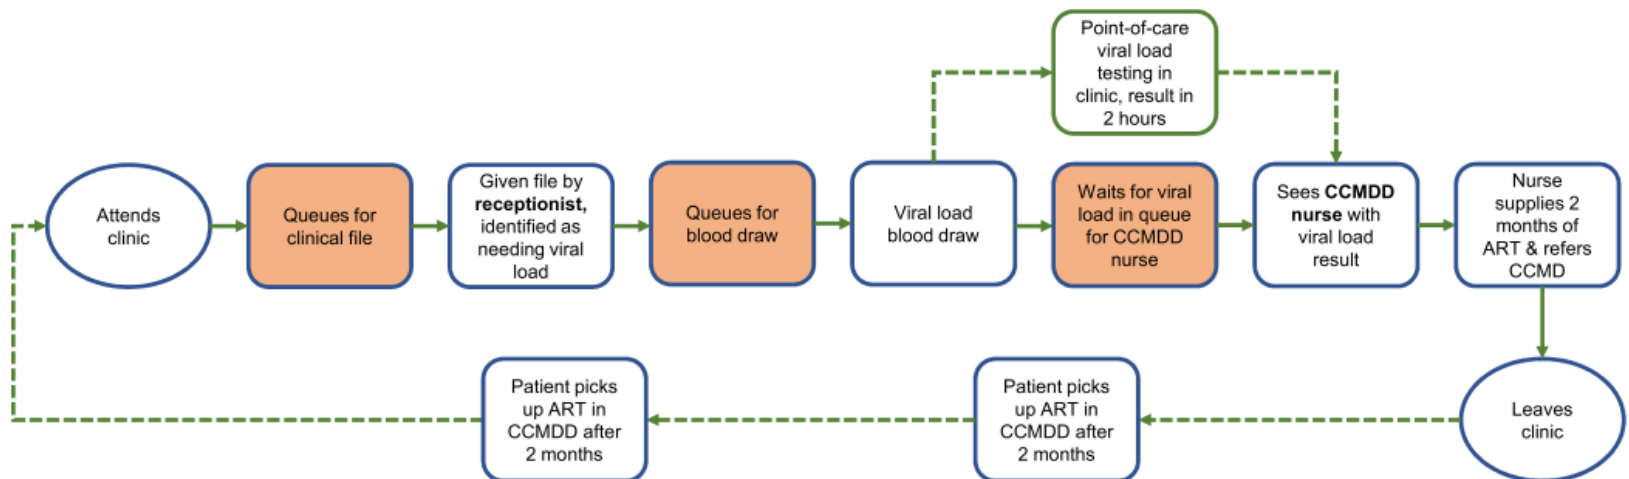 Point-of-care
viral load
testing in
clinic, result in
2 hours
Attends
clinic
Queues for
clinical file
Given file by
receptionist,
identified as
needing viral
load
Queues for
blood draw
Viral load
blood draw
Waits for viral
load in queue
for CCMDD
nurse
Sees CCMDD
nurse with
viral load
result
Nurse
supplies 2
months of
ART & refers
CCMD
Patient picks
up ART in
CCMDD after
2 months
Patient picks
up ART in
CCMDD after
2 months
Leaves
clinic